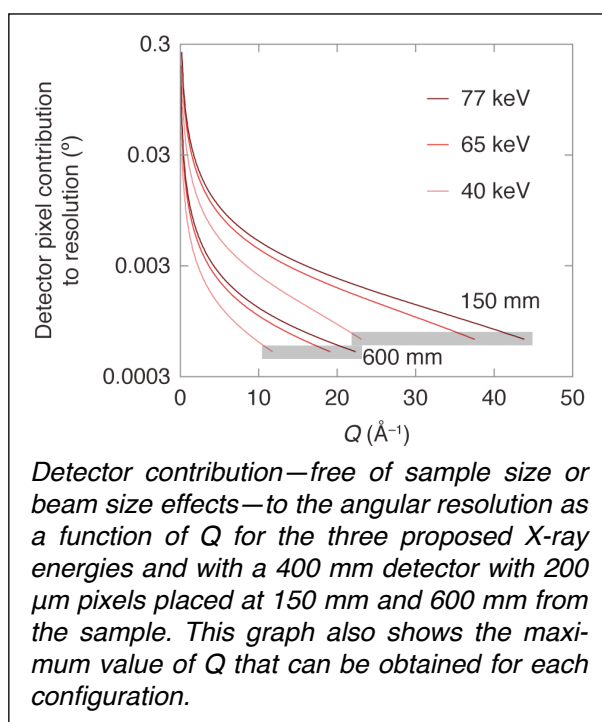 0.3
77 keV
65 keV
0.03
40 keV
Detector pixel contribution
to resolution (°)
0.003
150 mm
600 mm
0.0003
0 10 20 30 40 50
Q (Å⁻¹)
Detector contribution—free of sample size or
beam size effects—to the angular resolution as
a function of Q for the three proposed X-ray
energies and with a 400 mm detector with 200
µm pixels placed at 150 mm and 600 mm from
the sample. This graph also shows the maxi-
mum value of Q that can be obtained for each
configuration.